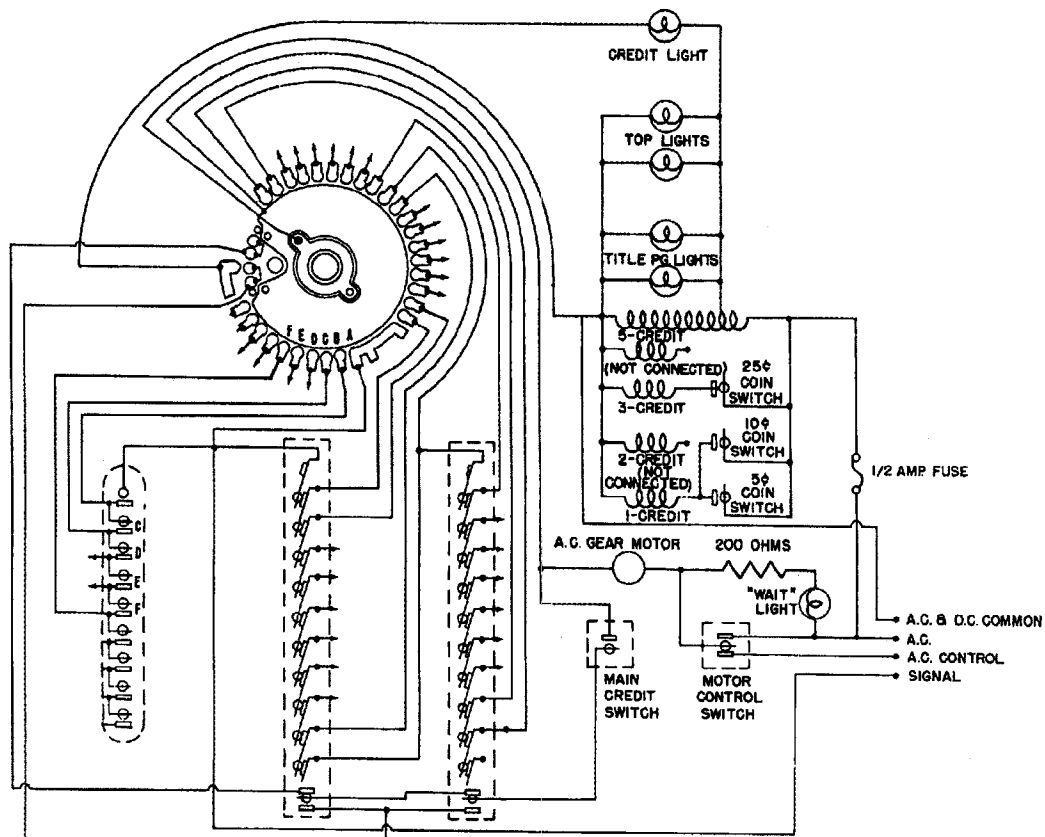 CREDIT LIGHT
TOP LIGHTS
TITLE PG LIGHTS
5-CREDIT
(NOT CONNECTED)
3-CREDIT
25¢
COIN
SWITCH
2-CREDIT
(NOT
CONNECTED)
10¢
COIN
SWITCH
1-CREDIT
5¢
COIN
SWITCH
1/2 AMP FUSE
F E D C B A
C
D
E
F
A.C. GEAR MOTOR
200 OHMS
"WAIT"
LIGHT
A.C. & D.C. COMMON
A.C.
A.C. CONTROL
SIGNAL
MAIN
CREDIT
SWITCH
MOTOR
CONTROL
SWITCH